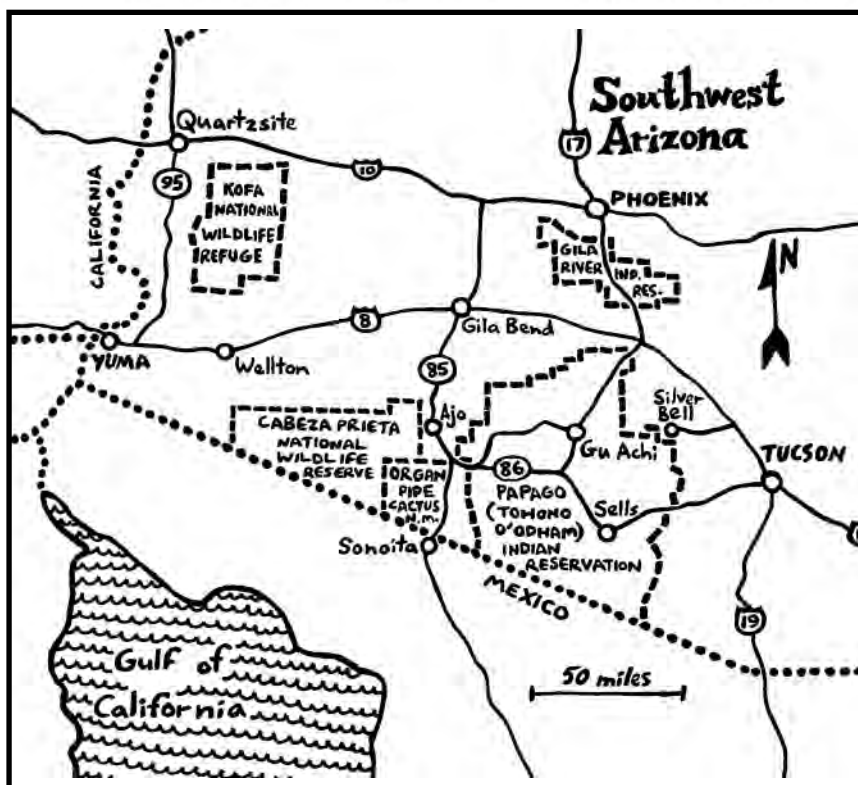 Southwest
Arizona
Quartzsite
17
10
95
KOFA
NATIONAL
WILDLIFE
REFUGE
CALIFORNIA
PHOENIX
GILA
RIVER
IND.
RES.
N
8
Gila Bend
YUMA
Wellton
85
Ajo
Silver
Bell
CABEZA PRIETA
NATIONAL
WILDLIFE
RESERVE
Gu Achi
TUCSON
ORGAN
PIPE
CACTUS
N.M.
86
PAPAGO
(TOHONO
O'ODHAM)
INDIAN
RESERVATION
Sells
Sonoita
MEXICO
19
50 miles
Gulf of
California